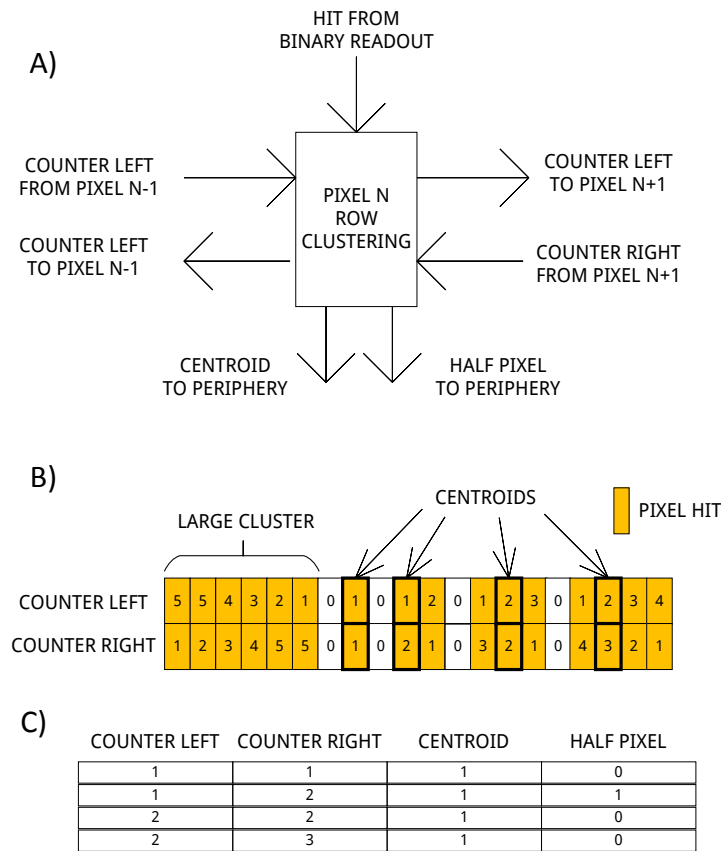 A)
HIT FROM
BINARY READOUT
COUNTER LEFT
FROM PIXEL N-1
COUNTER LEFT
TO PIXEL N+1
PIXEL N
ROW
CLUSTERING
COUNTER LEFT
TO PIXEL N-1
COUNTER RIGHT
FROM PIXEL N+1
CENTROID
TO PERIPHERY
HALF PIXEL
TO PERIPHERY
B)
CENTROIDS
PIXEL HIT
LARGE CLUSTER
COUNTER LEFT 5 5 4 3 2 1 0 1 0 1 2 0 1 2 3 0 1 2 3 4
COUNTER RIGHT 1 2 3 4 5 5 0 1 0 2 1 0 3 2 1 0 4 3 2 1
C)
COUNTER LEFT COUNTER RIGHT CENTROID HALF PIXEL
1 1 1 0
1 2 1 1
2 2 1 0
2 3 1 0